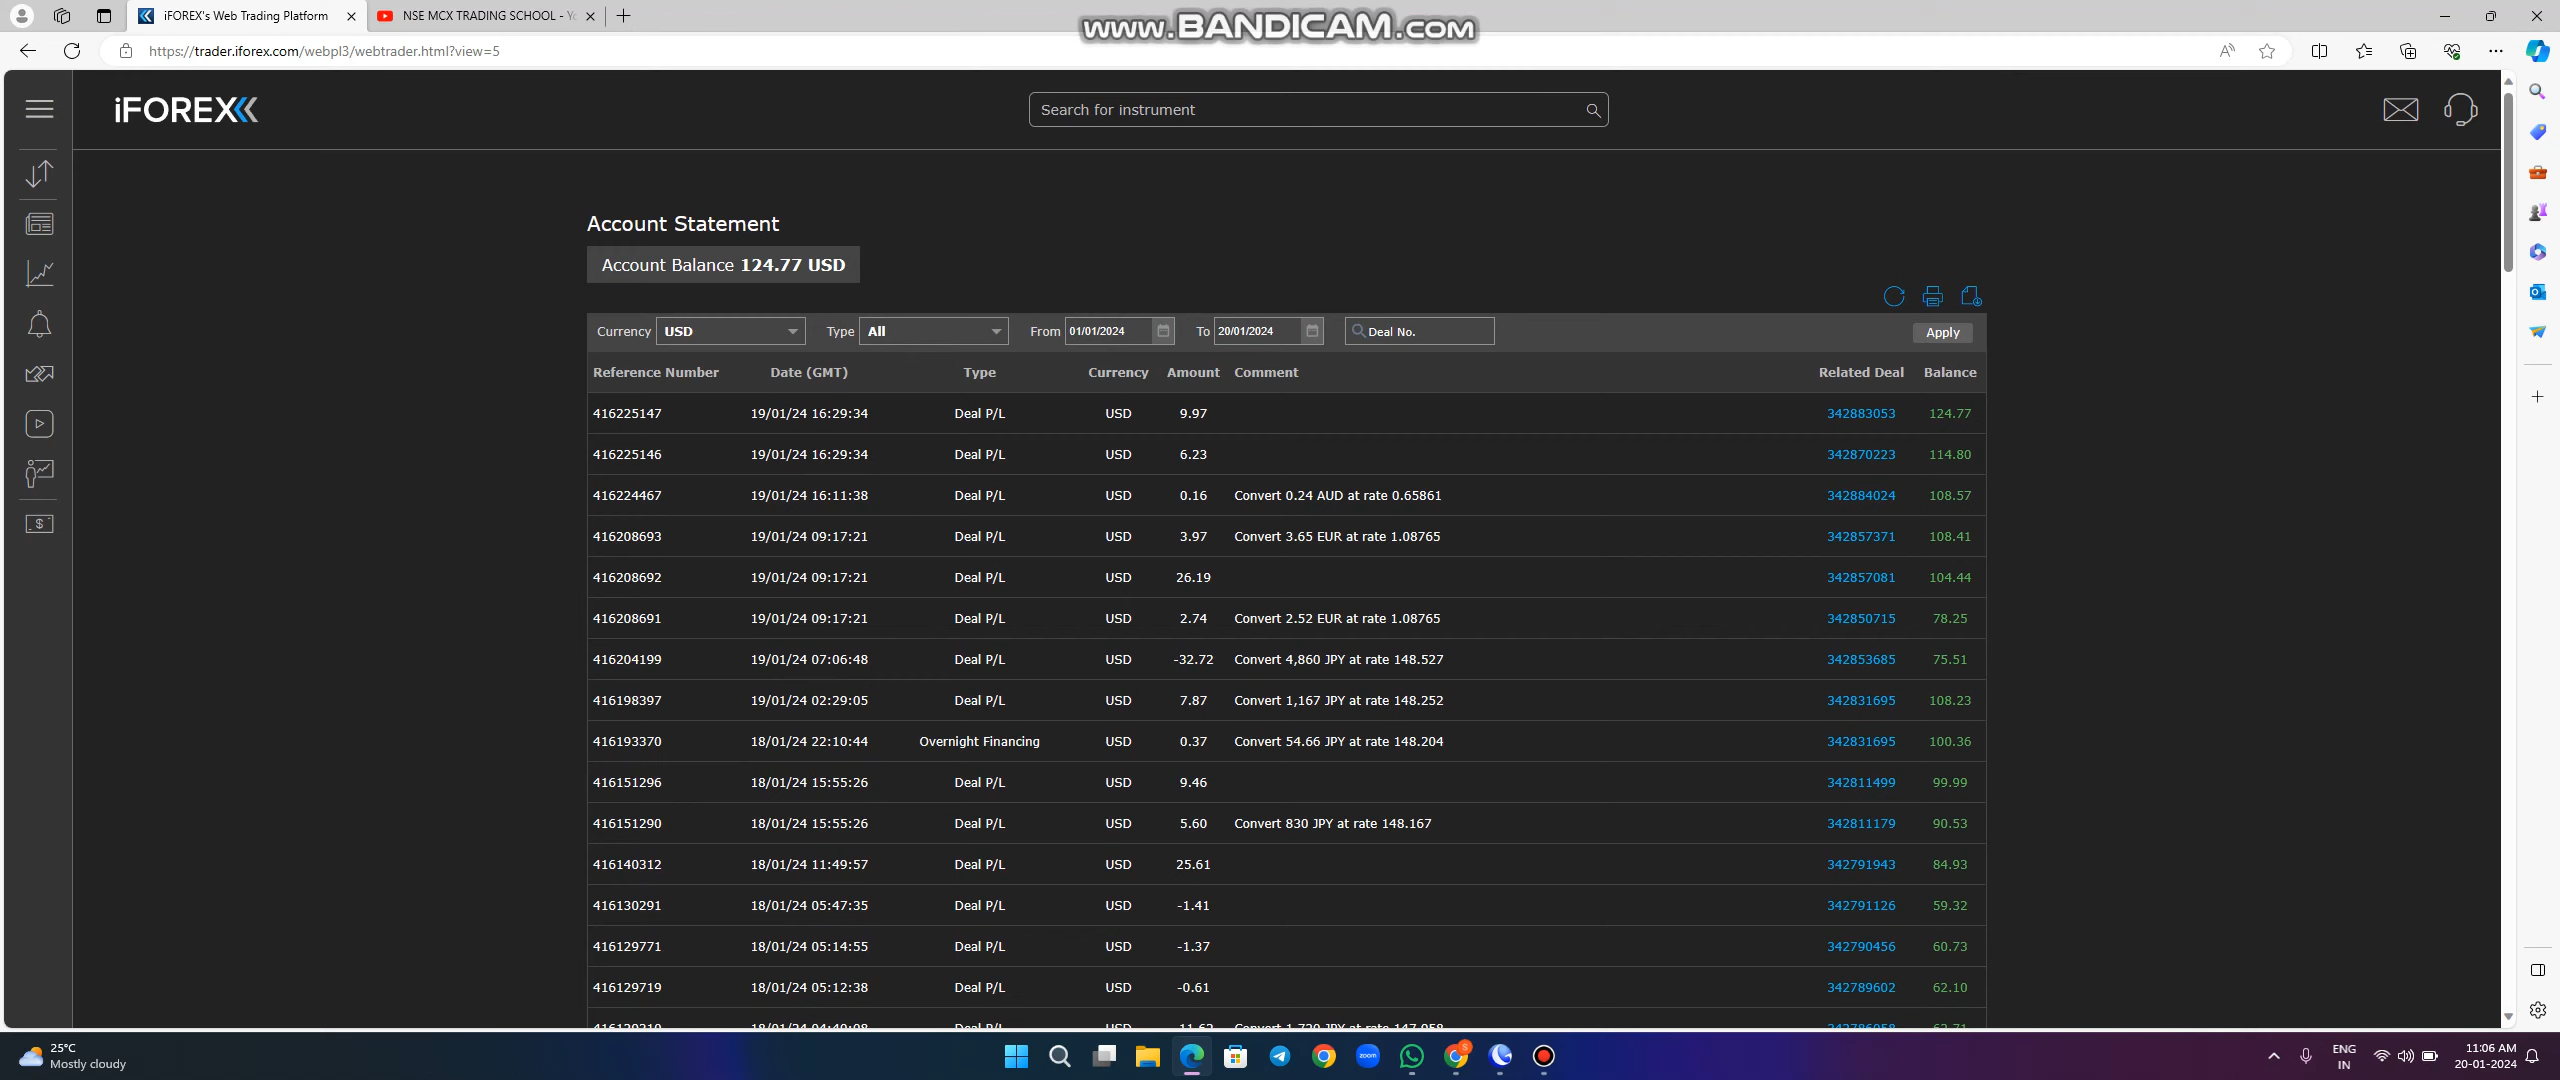 iFOREX's Web Trading Platform
NSE MCX TRADING SCHOOL - Yo
www.BANDICAM.com
https://trader.iforex.com/webpl3/webtrader.html?view=5
iFOREX
Search for instrument
Account Statement
Account Balance 124.77 USD
Currency USD Type All From 01/01/2024 To 20/01/2024 Deal No. Apply
Reference Number Date (GMT) Type Currency Amount Comment Related Deal Balance
416225147 19/01/24 16:29:34 Deal P/L USD 9.97 342883053 124.77
416225146 19/01/24 16:29:34 Deal P/L USD 6.23 342870223 114.80
416224467 19/01/24 16:11:38 Deal P/L USD 0.16 Convert 0.24 AUD at rate 0.65861 342884024 108.57
416208693 19/01/24 09:17:21 Deal P/L USD 3.97 Convert 3.65 EUR at rate 1.08765 342857371 108.41
416208692 19/01/24 09:17:21 Deal P/L USD 26.19 342857081 104.44
416208691 19/01/24 09:17:21 Deal P/L USD 2.74 Convert 2.52 EUR at rate 1.08765 342850715 78.25
416204199 19/01/24 07:06:48 Deal P/L USD -32.72 Convert 4,860 JPY at rate 148.527 342853685 75.51
416198397 19/01/24 02:29:05 Deal P/L USD 7.87 Convert 1,167 JPY at rate 148.252 342831695 108.23
416193370 18/01/24 22:10:44 Overnight Financing USD 0.37 Convert 54.66 JPY at rate 148.204 342831695 100.36
416151296 18/01/24 15:55:26 Deal P/L USD 9.46 342811499 99.99
416151290 18/01/24 15:55:26 Deal P/L USD 5.60 Convert 830 JPY at rate 148.167 342811179 90.53
416140312 18/01/24 11:49:57 Deal P/L USD 25.61 342791943 84.93
416130291 18/01/24 05:47:35 Deal P/L USD -1.41 342791126 59.32
416129771 18/01/24 05:14:55 Deal P/L USD -1.37 342790456 60.73
416129719 18/01/24 05:12:38 Deal P/L USD -0.61 342789602 62.10
25°C
Mostly cloudy
zoom
ENG
IN
11:06 AM
20-01-2024